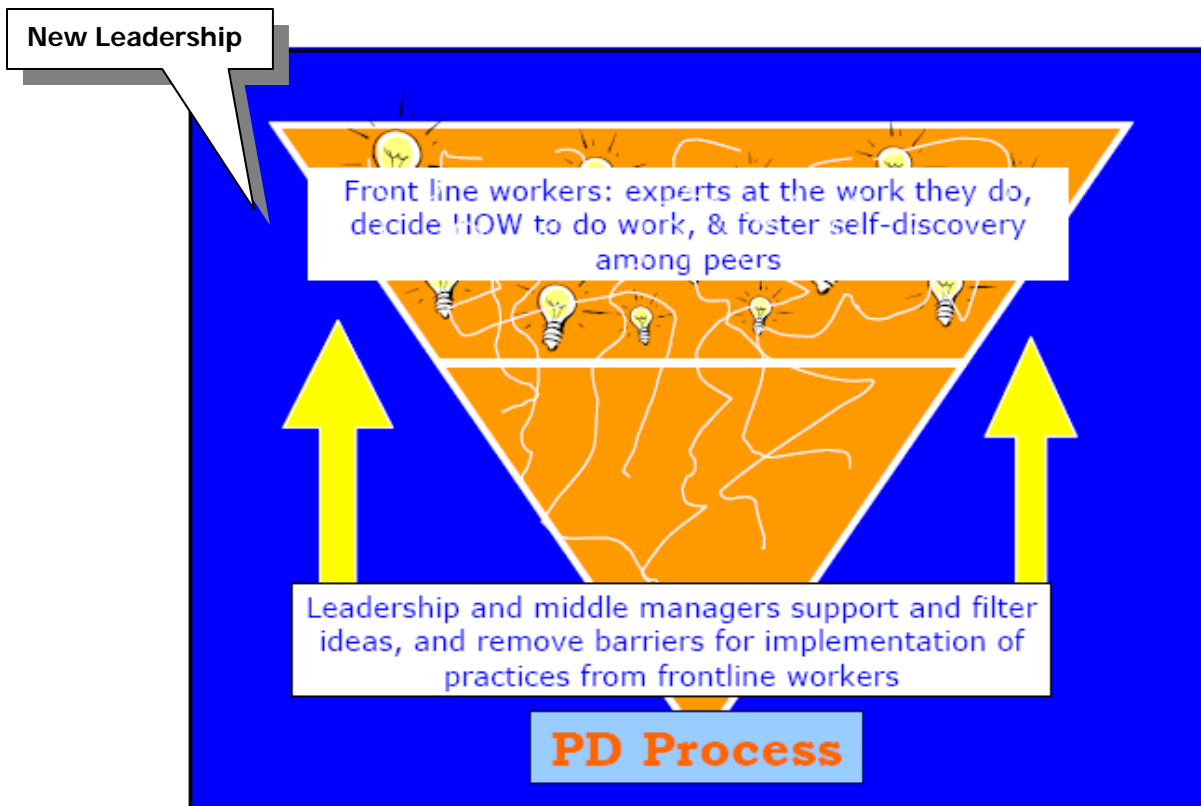 New Leadership
Front line workers: experts at the work they do,
decide HOW to do work, & foster self-discovery
among peers
Leadership and middle managers support and filter
ideas, and remove barriers for implementation of
practices from frontline workers
PD Process